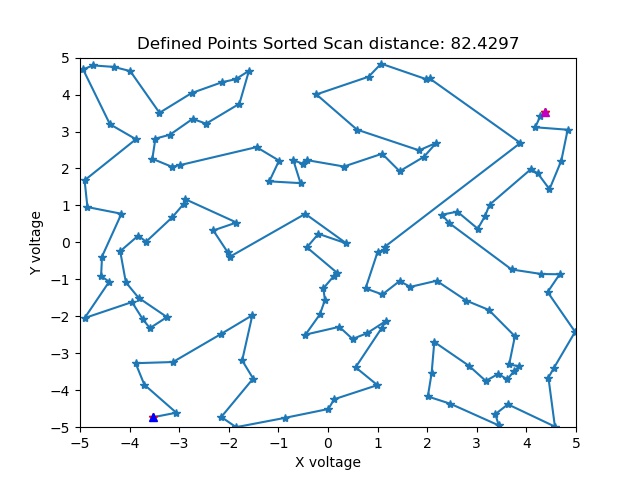 Defined Points Sorted Scan distance: 82.4297
5
4
3
2
1
0
−1
−2
−3
−4
−5
Y voltage
−5 −4 −3 −2 −1 0 1 2 3 4 5
X voltage